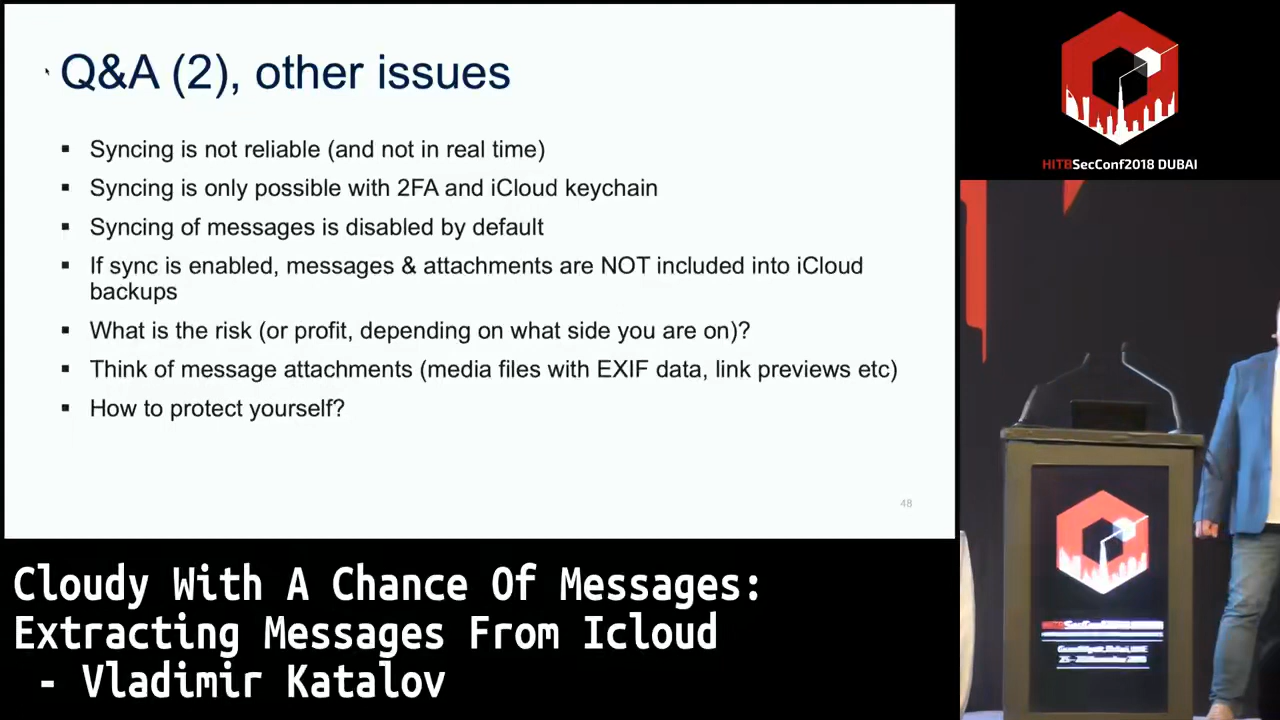 Q&A (2), other issues
▪ Syncing is not reliable (and not in real time)
▪ Syncing is only possible with 2FA and iCloud keychain
▪ Syncing of messages is disabled by default
▪ If sync is enabled, messages & attachments are NOT included into iCloud
backups
▪ What is the risk (or profit, depending on what side you are on)?
▪ Think of message attachments (media files with EXIF data, link previews etc)
▪ How to protect yourself?
48
HITBSecConf2018 DUBAI
Cloudy With A Chance Of Messages:
Extracting Messages From Icloud
- Vladimir Katalov